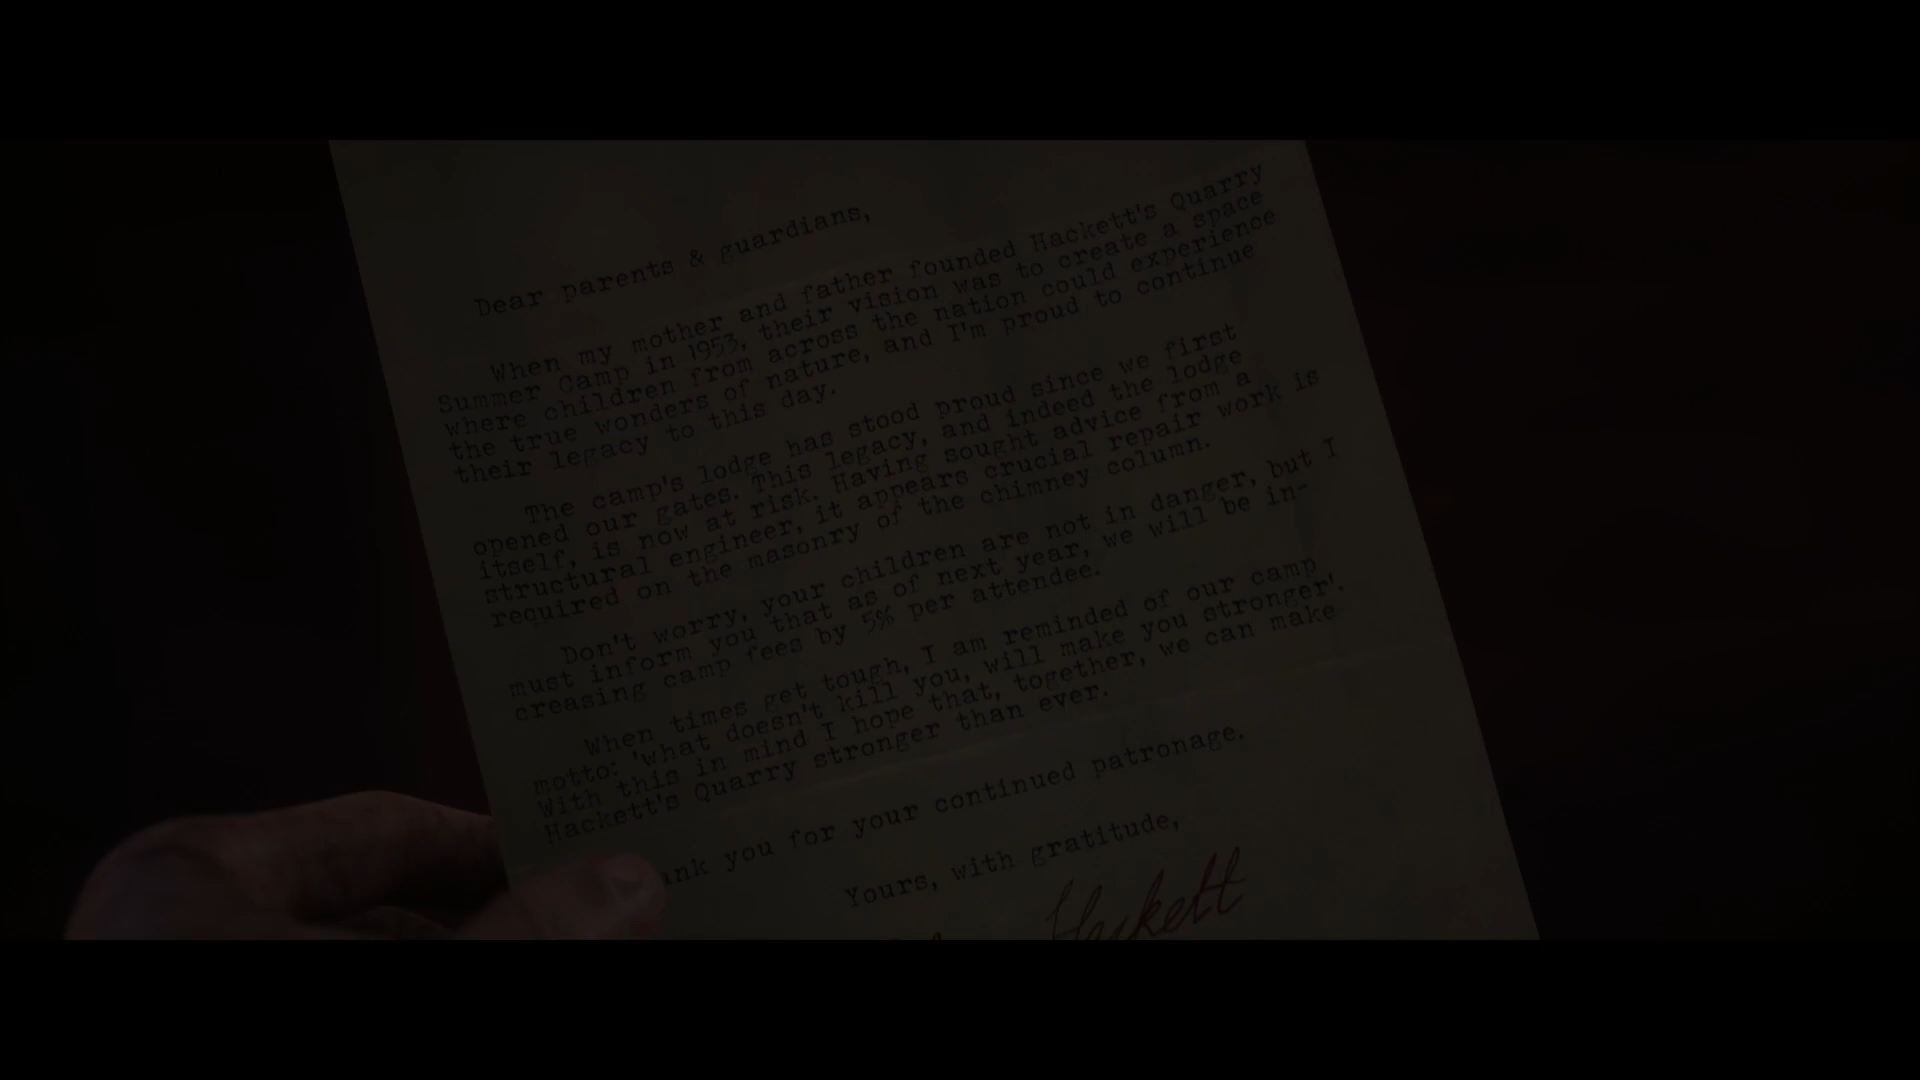 Dear parents & guardians,
When my mother and father founded Hackett's Quarry
Summer Camp in 1953, their vision was to create a space
where children from across the nation could experience
the true wonders of nature, and I'm proud to continue
their legacy to this day.
The camp's lodge has stood proud since we first
opened our gates. This legacy, and indeed the lodge
itself, is now at risk. Having sought advice from a
structural engineer, it appears crucial repair work is
required on the masonry of the chimney column.
Don't worry, your children are not in danger, but I
must inform you that as of next year, we will be in-
creasing camp fees by 5% per attendee.
When times get tough, I am reminded of our camp
motto: 'what doesn't kill you, will make you stronger'.
With this in mind I hope that, together, we can make
Hackett's Quarry stronger than ever.
ank you for your continued patronage.
Yours, with gratitude,
Hackett